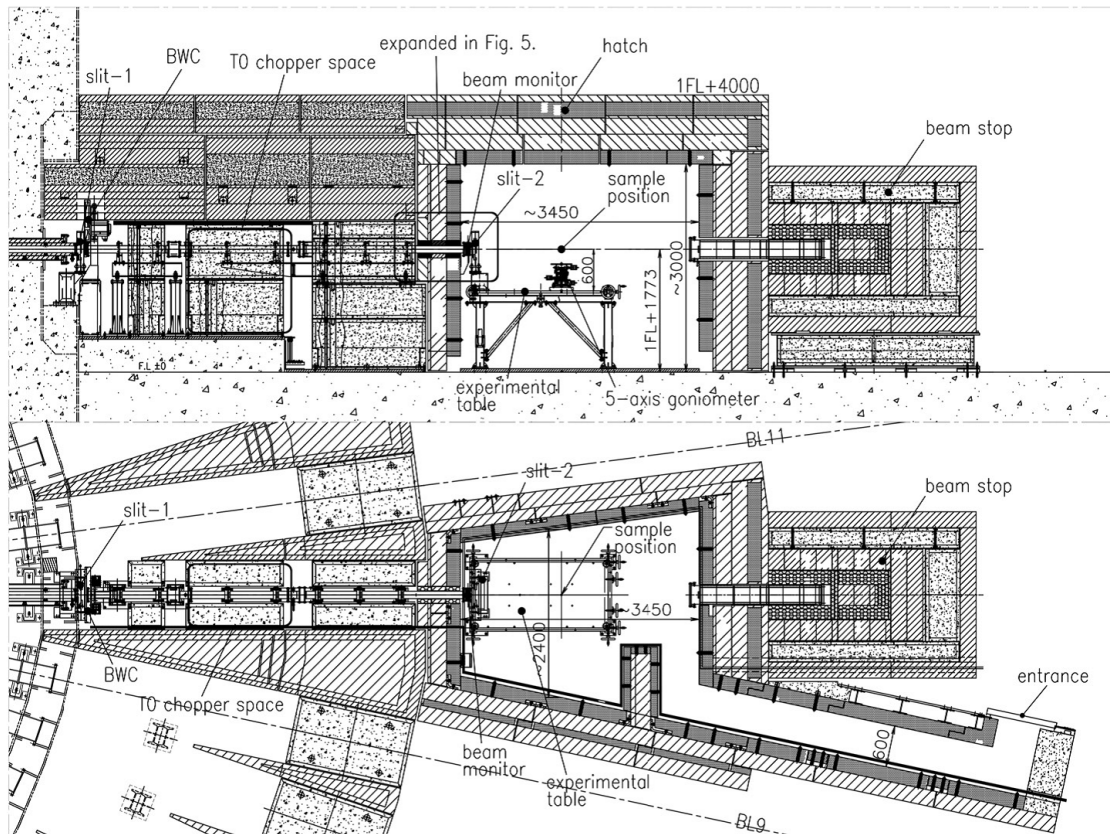 expanded in Fig. 5.
hatch
BWC
T0 chopper space
beam monitor
1FL+4000
slit-1
beam stop
slit-2
sample
position
~3450
600
1FL+1773
~3000
F.L ±0
experimental
table
5-axis goniometer
BL11
slit-2
beam stop
slit-1
sample
position
~3450
~2400
BWC
T0 chopper space
entrance
600
beam
monitor
experimental
table
BL9